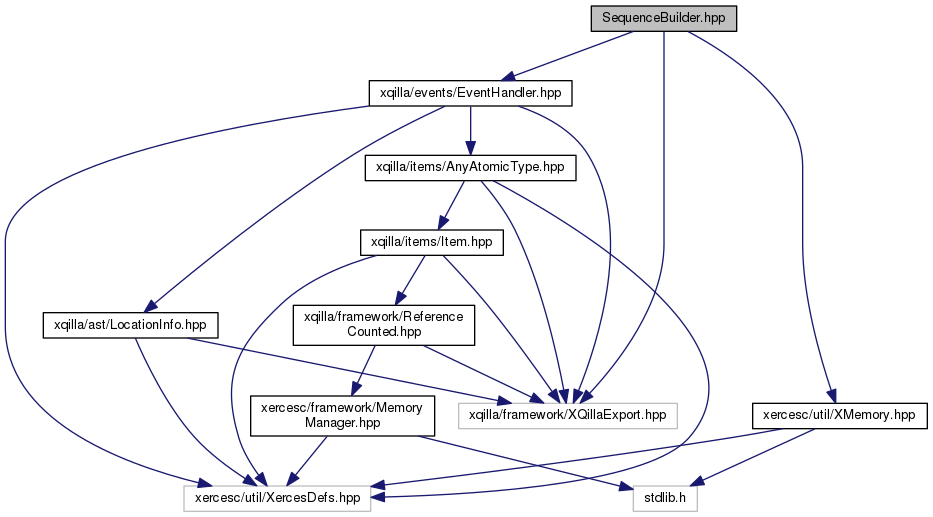 SequenceBuilder.hpp
xqilla/events/EventHandler.hpp
xqilla/items/AnyAtomicType.hpp
xqilla/items/Item.hpp
xqilla/framework/Reference
Counted.hpp
xqilla/ast/LocationInfo.hpp
xercesc/framework/Memory
Manager.hpp
xqilla/framework/XQillaExport.hpp
xercesc/util/XMemory.hpp
xercesc/util/XercesDefs.hpp
stdlib.h